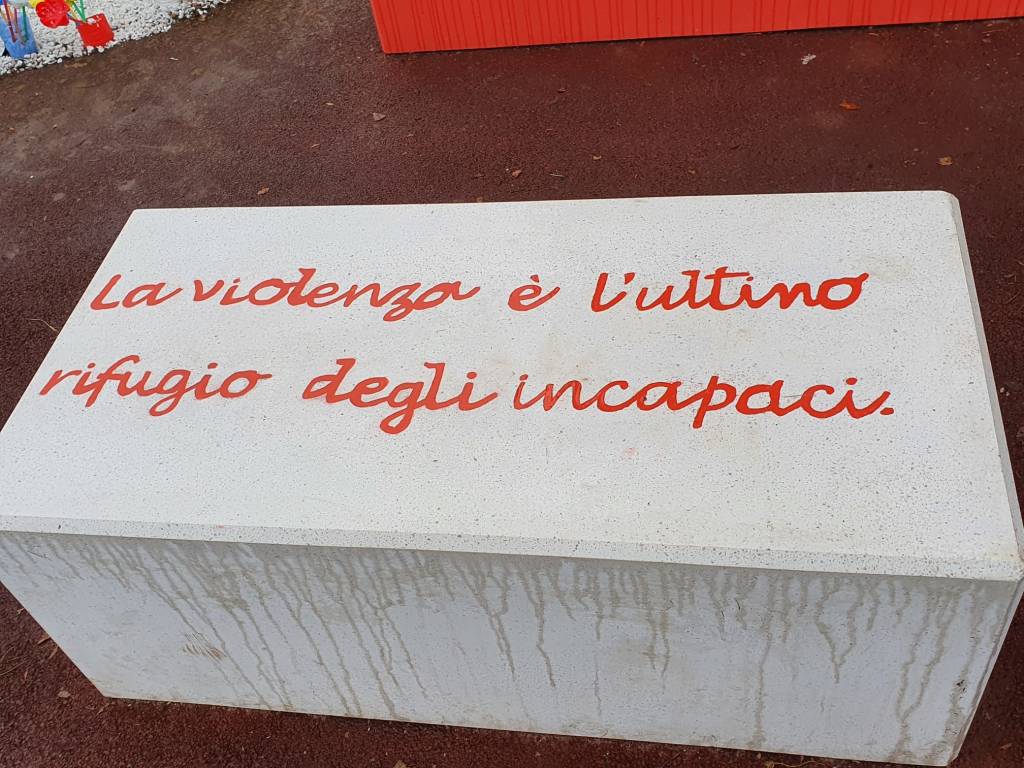 La violenza è l'ultimo
rifugio degli incapaci.